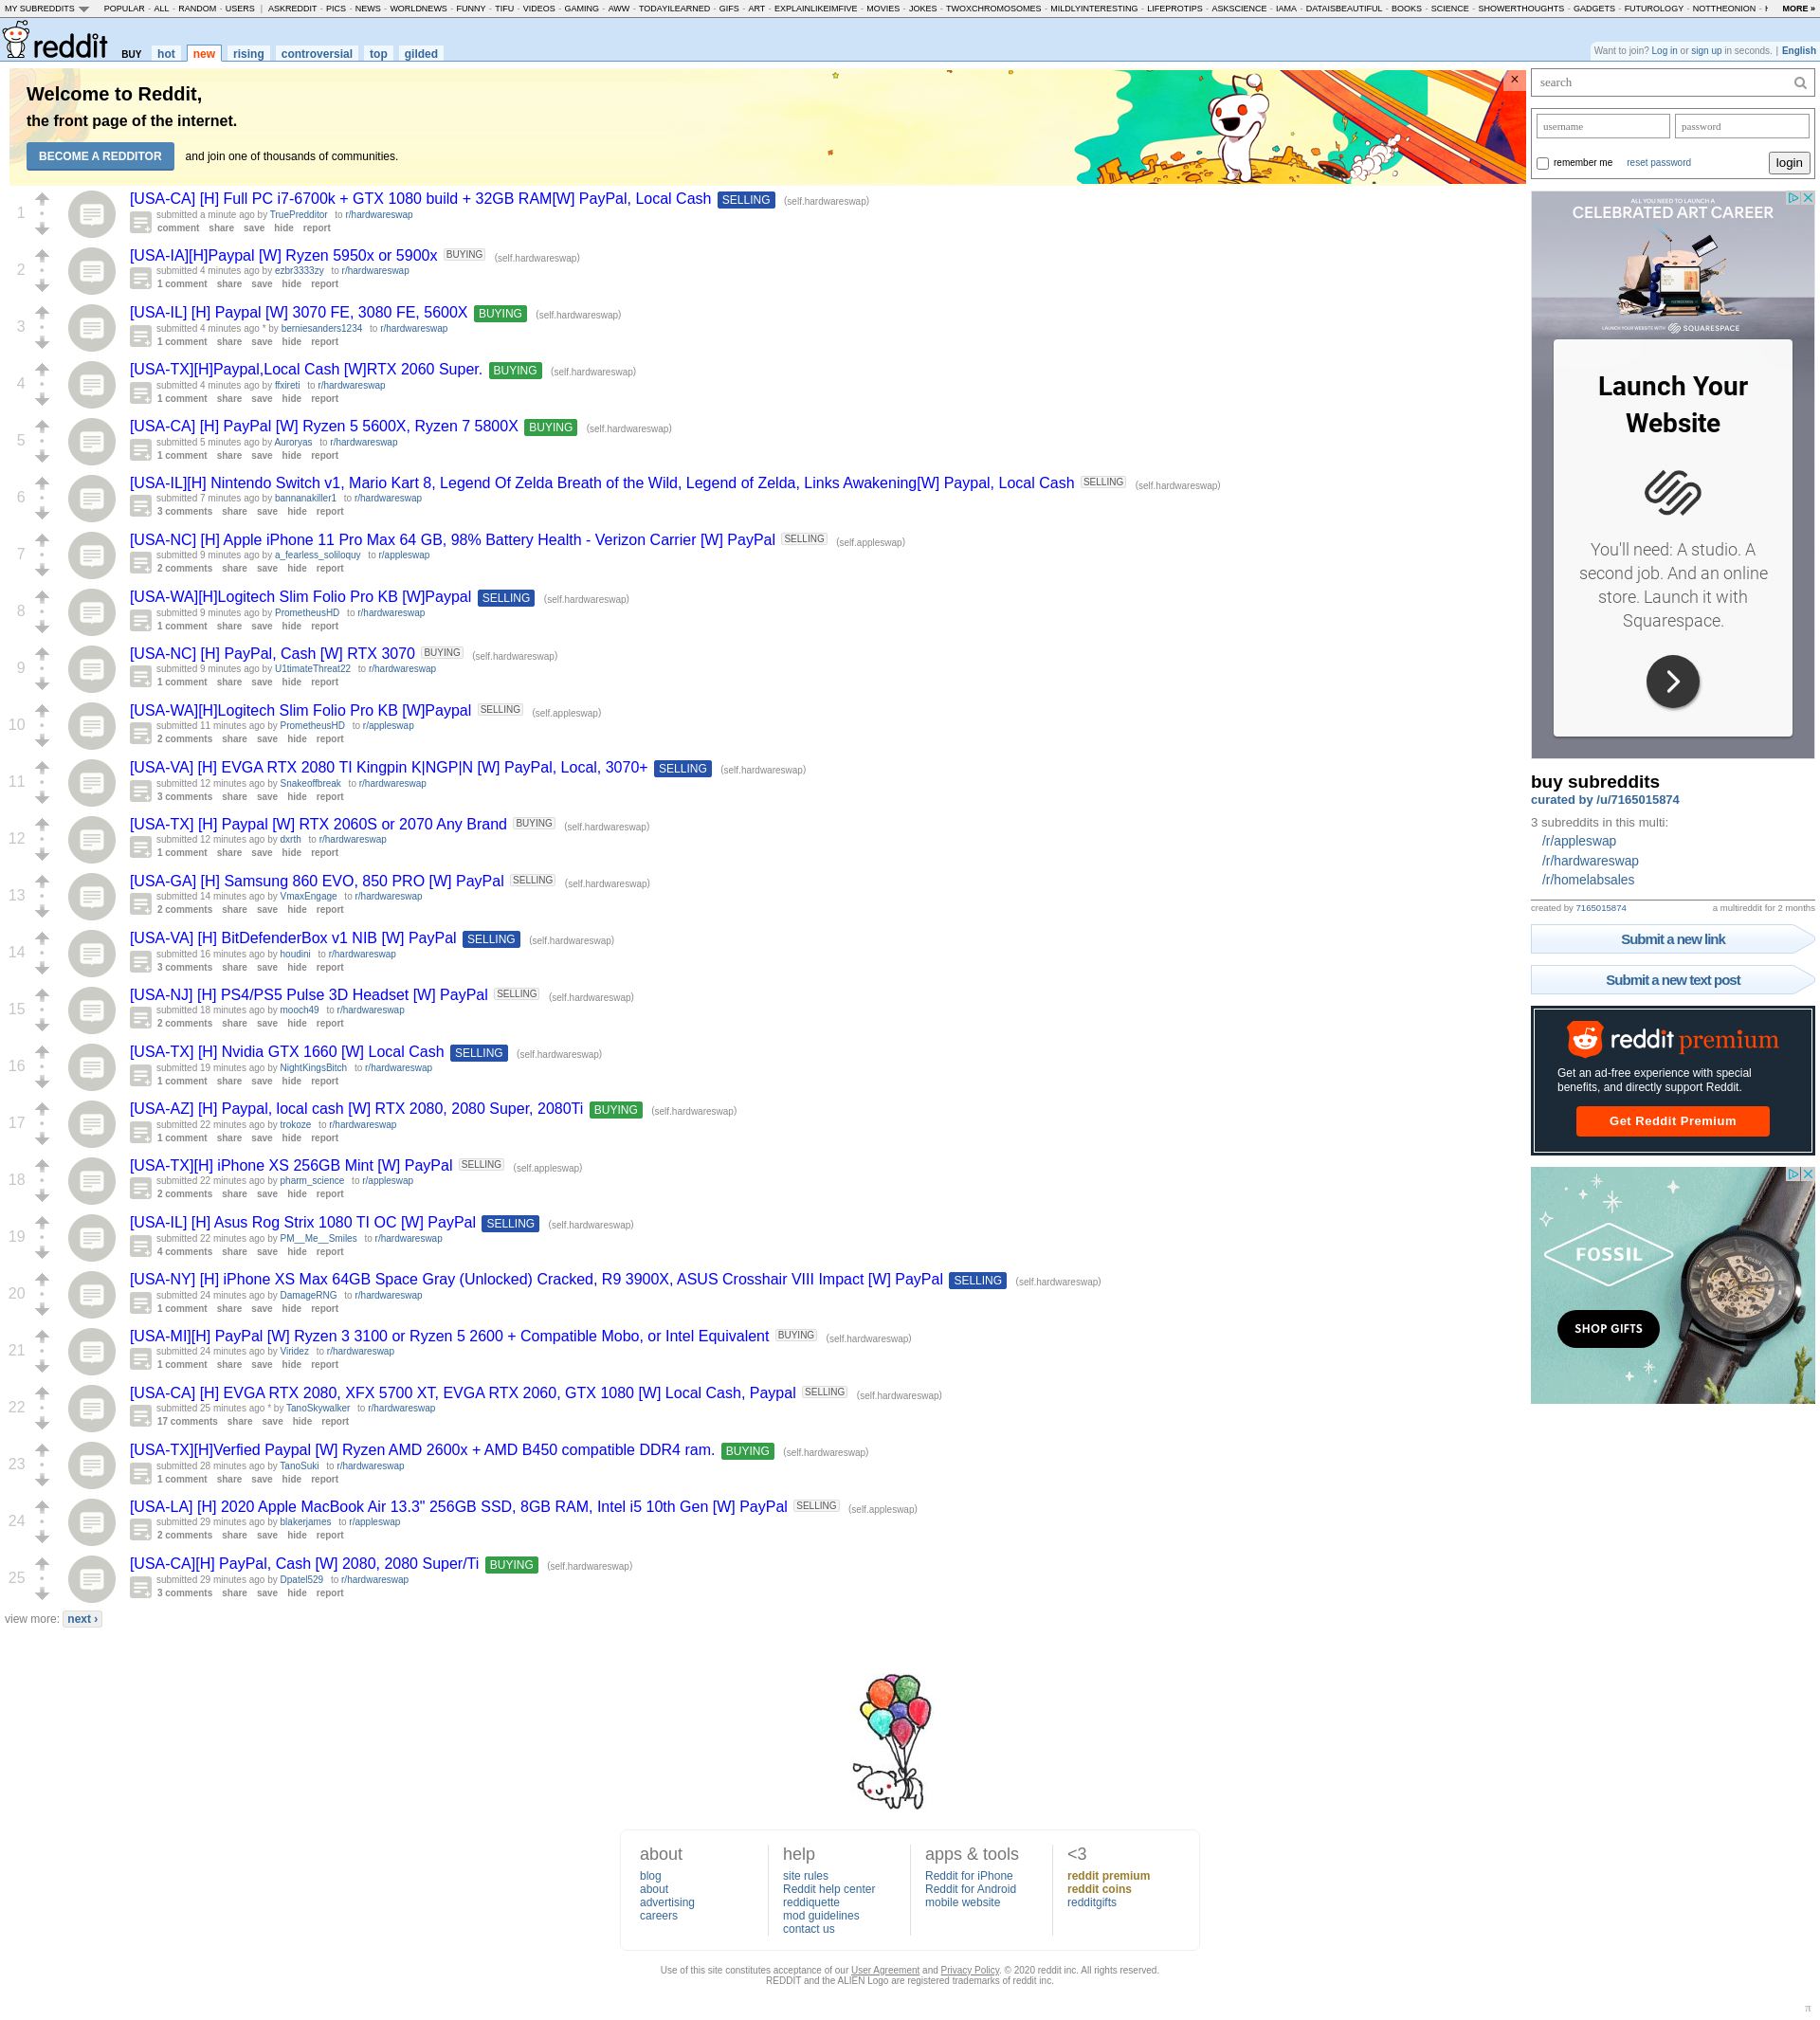 MY SUBREDDITS POPULAR - ALL - RANDOM - USERS | ASKREDDIT - PICS - NEWS - WORLDNEWS - FUNNY - TIFU - VIDEOS - GAMING - AWW - TODAYILEARNED - GIFS - ART - EXPLAINLIKEIMFIVE - MOVIES - JOKES - TWOXCHROMOSOMES - MILDLYINTERESTING - LIFEPROTIPS - ASKSCIENCE - IAMA - DATAISBEAUTIFUL - BOOKS - SCIENCE - SHOWERTHOUGHTS - GADGETS - FUTUROLOGY - NOTTHEONION - MORE »
reddit BUY hot new rising controversial top gilded
Want to join? Log in or sign up in seconds. | English
Welcome to Reddit,
the front page of the internet.
BECOME A REDDITOR and join one of thousands of communities.
×
1
[USA-CA] [H] Full PC i7-6700k + GTX 1080 build + 32GB RAM[W] PayPal, Local Cash SELLING (self.hardwareswap)
submitted a minute ago by TruePredditor to r/hardwareswap
comment share save hide report
2
[USA-IA][H]Paypal [W] Ryzen 5950x or 5900x BUYING (self.hardwareswap)
submitted 4 minutes ago by ezbr3333zy to r/hardwareswap
1 comment share save hide report
3
[USA-IL] [H] Paypal [W] 3070 FE, 3080 FE, 5600X BUYING (self.hardwareswap)
submitted 4 minutes ago * by berniesanders1234 to r/hardwareswap
1 comment share save hide report
4
[USA-TX][H]Paypal,Local Cash [W]RTX 2060 Super. BUYING (self.hardwareswap)
submitted 4 minutes ago by ffxireti to r/hardwareswap
1 comment share save hide report
5
[USA-CA] [H] PayPal [W] Ryzen 5 5600X, Ryzen 7 5800X BUYING (self.hardwareswap)
submitted 5 minutes ago by Auroryas to r/hardwareswap
1 comment share save hide report
6
[USA-IL][H] Nintendo Switch v1, Mario Kart 8, Legend Of Zelda Breath of the Wild, Legend of Zelda, Links Awakening[W] Paypal, Local Cash SELLING (self.hardwareswap)
submitted 7 minutes ago by bannanakiller1 to r/hardwareswap
3 comments share save hide report
7
[USA-NC] [H] Apple iPhone 11 Pro Max 64 GB, 98% Battery Health - Verizon Carrier [W] PayPal SELLING (self.appleswap)
submitted 9 minutes ago by a_fearless_soliloquy to r/appleswap
2 comments share save hide report
8
[USA-WA][H]Logitech Slim Folio Pro KB [W]Paypal SELLING (self.hardwareswap)
submitted 9 minutes ago by PrometheusHD to r/hardwareswap
1 comment share save hide report
9
[USA-NC] [H] PayPal, Cash [W] RTX 3070 BUYING (self.hardwareswap)
submitted 9 minutes ago by U1timateThreat22 to r/hardwareswap
1 comment share save hide report
10
[USA-WA][H]Logitech Slim Folio Pro KB [W]Paypal SELLING (self.appleswap)
submitted 11 minutes ago by PrometheusHD to r/appleswap
2 comments share save hide report
11
[USA-VA] [H] EVGA RTX 2080 TI Kingpin K|NGP|N [W] PayPal, Local, 3070+ SELLING (self.hardwareswap)
submitted 12 minutes ago by Snakeoffbreak to r/hardwareswap
3 comments share save hide report
12
[USA-TX] [H] Paypal [W] RTX 2060S or 2070 Any Brand BUYING (self.hardwareswap)
submitted 12 minutes ago by dxrth to r/hardwareswap
1 comment share save hide report
13
[USA-GA] [H] Samsung 860 EVO, 850 PRO [W] PayPal SELLING (self.hardwareswap)
submitted 14 minutes ago by VmaxEngage to r/hardwareswap
2 comments share save hide report
14
[USA-VA] [H] BitDefenderBox v1 NIB [W] PayPal SELLING (self.hardwareswap)
submitted 16 minutes ago by houdini to r/hardwareswap
3 comments share save hide report
15
[USA-NJ] [H] PS4/PS5 Pulse 3D Headset [W] PayPal SELLING (self.hardwareswap)
submitted 18 minutes ago by mooch49 to r/hardwareswap
2 comments share save hide report
16
[USA-TX] [H] Nvidia GTX 1660 [W] Local Cash SELLING (self.hardwareswap)
submitted 19 minutes ago by NightKingsBitch to r/hardwareswap
1 comment share save hide report
17
[USA-AZ] [H] Paypal, local cash [W] RTX 2080, 2080 Super, 2080Ti BUYING (self.hardwareswap)
submitted 22 minutes ago by trokoze to r/hardwareswap
1 comment share save hide report
18
[USA-TX][H] iPhone XS 256GB Mint [W] PayPal SELLING (self.appleswap)
submitted 22 minutes ago by pharm_science to r/appleswap
2 comments share save hide report
19
[USA-IL] [H] Asus Rog Strix 1080 TI OC [W] PayPal SELLING (self.hardwareswap)
submitted 22 minutes ago by PM__Me__Smiles to r/hardwareswap
4 comments share save hide report
20
[USA-NY] [H] iPhone XS Max 64GB Space Gray (Unlocked) Cracked, R9 3900X, ASUS Crosshair VIII Impact [W] PayPal SELLING (self.hardwareswap)
submitted 24 minutes ago by DamageRNG to r/hardwareswap
1 comment share save hide report
21
[USA-MI][H] PayPal [W] Ryzen 3 3100 or Ryzen 5 2600 + Compatible Mobo, or Intel Equivalent BUYING (self.hardwareswap)
submitted 24 minutes ago by Viridez to r/hardwareswap
1 comment share save hide report
22
[USA-CA] [H] EVGA RTX 2080, XFX 5700 XT, EVGA RTX 2060, GTX 1080 [W] Local Cash, Paypal SELLING (self.hardwareswap)
submitted 25 minutes ago * by TanoSkywalker to r/hardwareswap
17 comments share save hide report
23
[USA-TX][H]Verfied Paypal [W] Ryzen AMD 2600x + AMD B450 compatible DDR4 ram. BUYING (self.hardwareswap)
submitted 28 minutes ago by TanoSuki to r/hardwareswap
1 comment share save hide report
24
[USA-LA] [H] 2020 Apple MacBook Air 13.3" 256GB SSD, 8GB RAM, Intel i5 10th Gen [W] PayPal SELLING (self.appleswap)
submitted 29 minutes ago by blakerjames to r/appleswap
2 comments share save hide report
25
[USA-CA][H] PayPal, Cash [W] 2080, 2080 Super/Ti BUYING (self.hardwareswap)
submitted 29 minutes ago by Dpatel529 to r/hardwareswap
3 comments share save hide report
view more: next ›
search
username password
remember me reset password login
ALL YOU NEED TO LAUNCH A
CELEBRATED ART CAREER
LAUNCH YOUR WEBSITE WITH SQUARESPACE
Launch Your
Website
You'll need: A studio. A
second job. And an online
store. Launch it with
Squarespace.
buy subreddits
curated by /u/7165015874
3 subreddits in this multi:
/r/appleswap
/r/hardwareswap
/r/homelabsales
created by 7165015874 a multireddit for 2 months
Submit a new link
Submit a new text post
reddit premium
Get an ad-free experience with special
benefits, and directly support Reddit.
Get Reddit Premium
FOSSIL
SHOP GIFTS
about
blog
about
advertising
careers
help
site rules
Reddit help center
reddiquette
mod guidelines
contact us
apps & tools
Reddit for iPhone
Reddit for Android
mobile website
<3
reddit premium
reddit coins
redditgifts
Use of this site constitutes acceptance of our User Agreement and Privacy Policy. © 2020 reddit inc. All rights reserved.
REDDIT and the ALIEN Logo are registered trademarks of reddit inc.
π